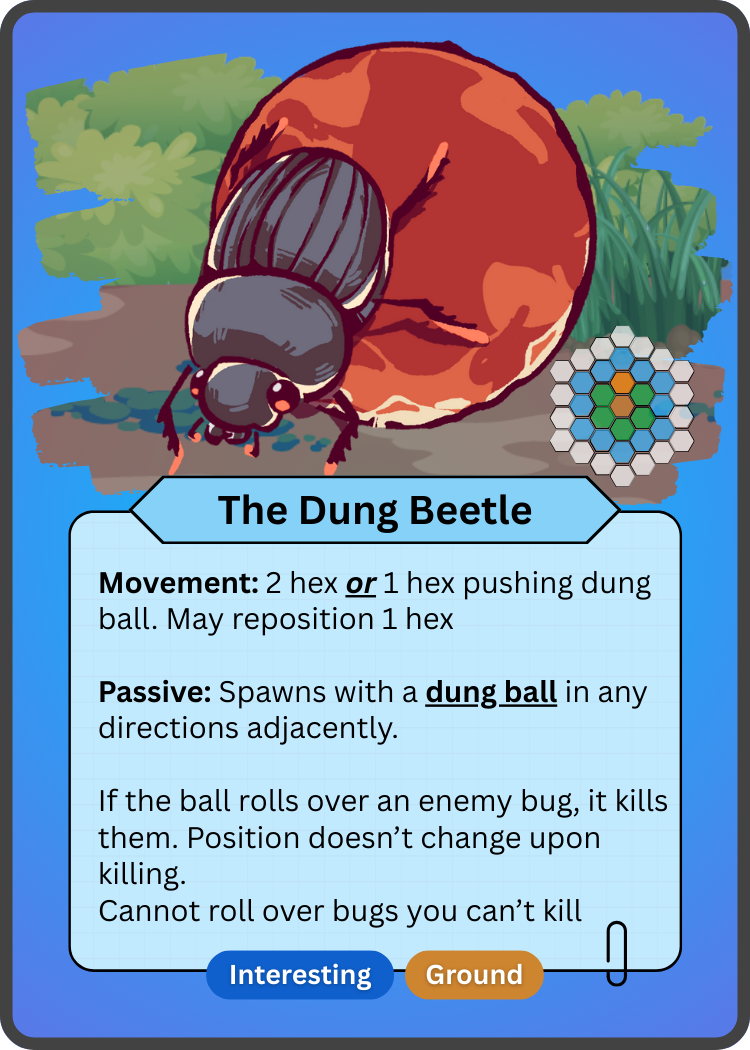 The Dung Beetle
Movement: 2 hex or 1 hex pushing dung
ball. May reposition 1 hex
Passive: Spawns with a dung ball in any
directions adjacently.
If the ball rolls over an enemy bug, it kills
them. Position doesn’t change upon
killing.
Cannot roll over bugs you can’t kill
Interesting
Ground